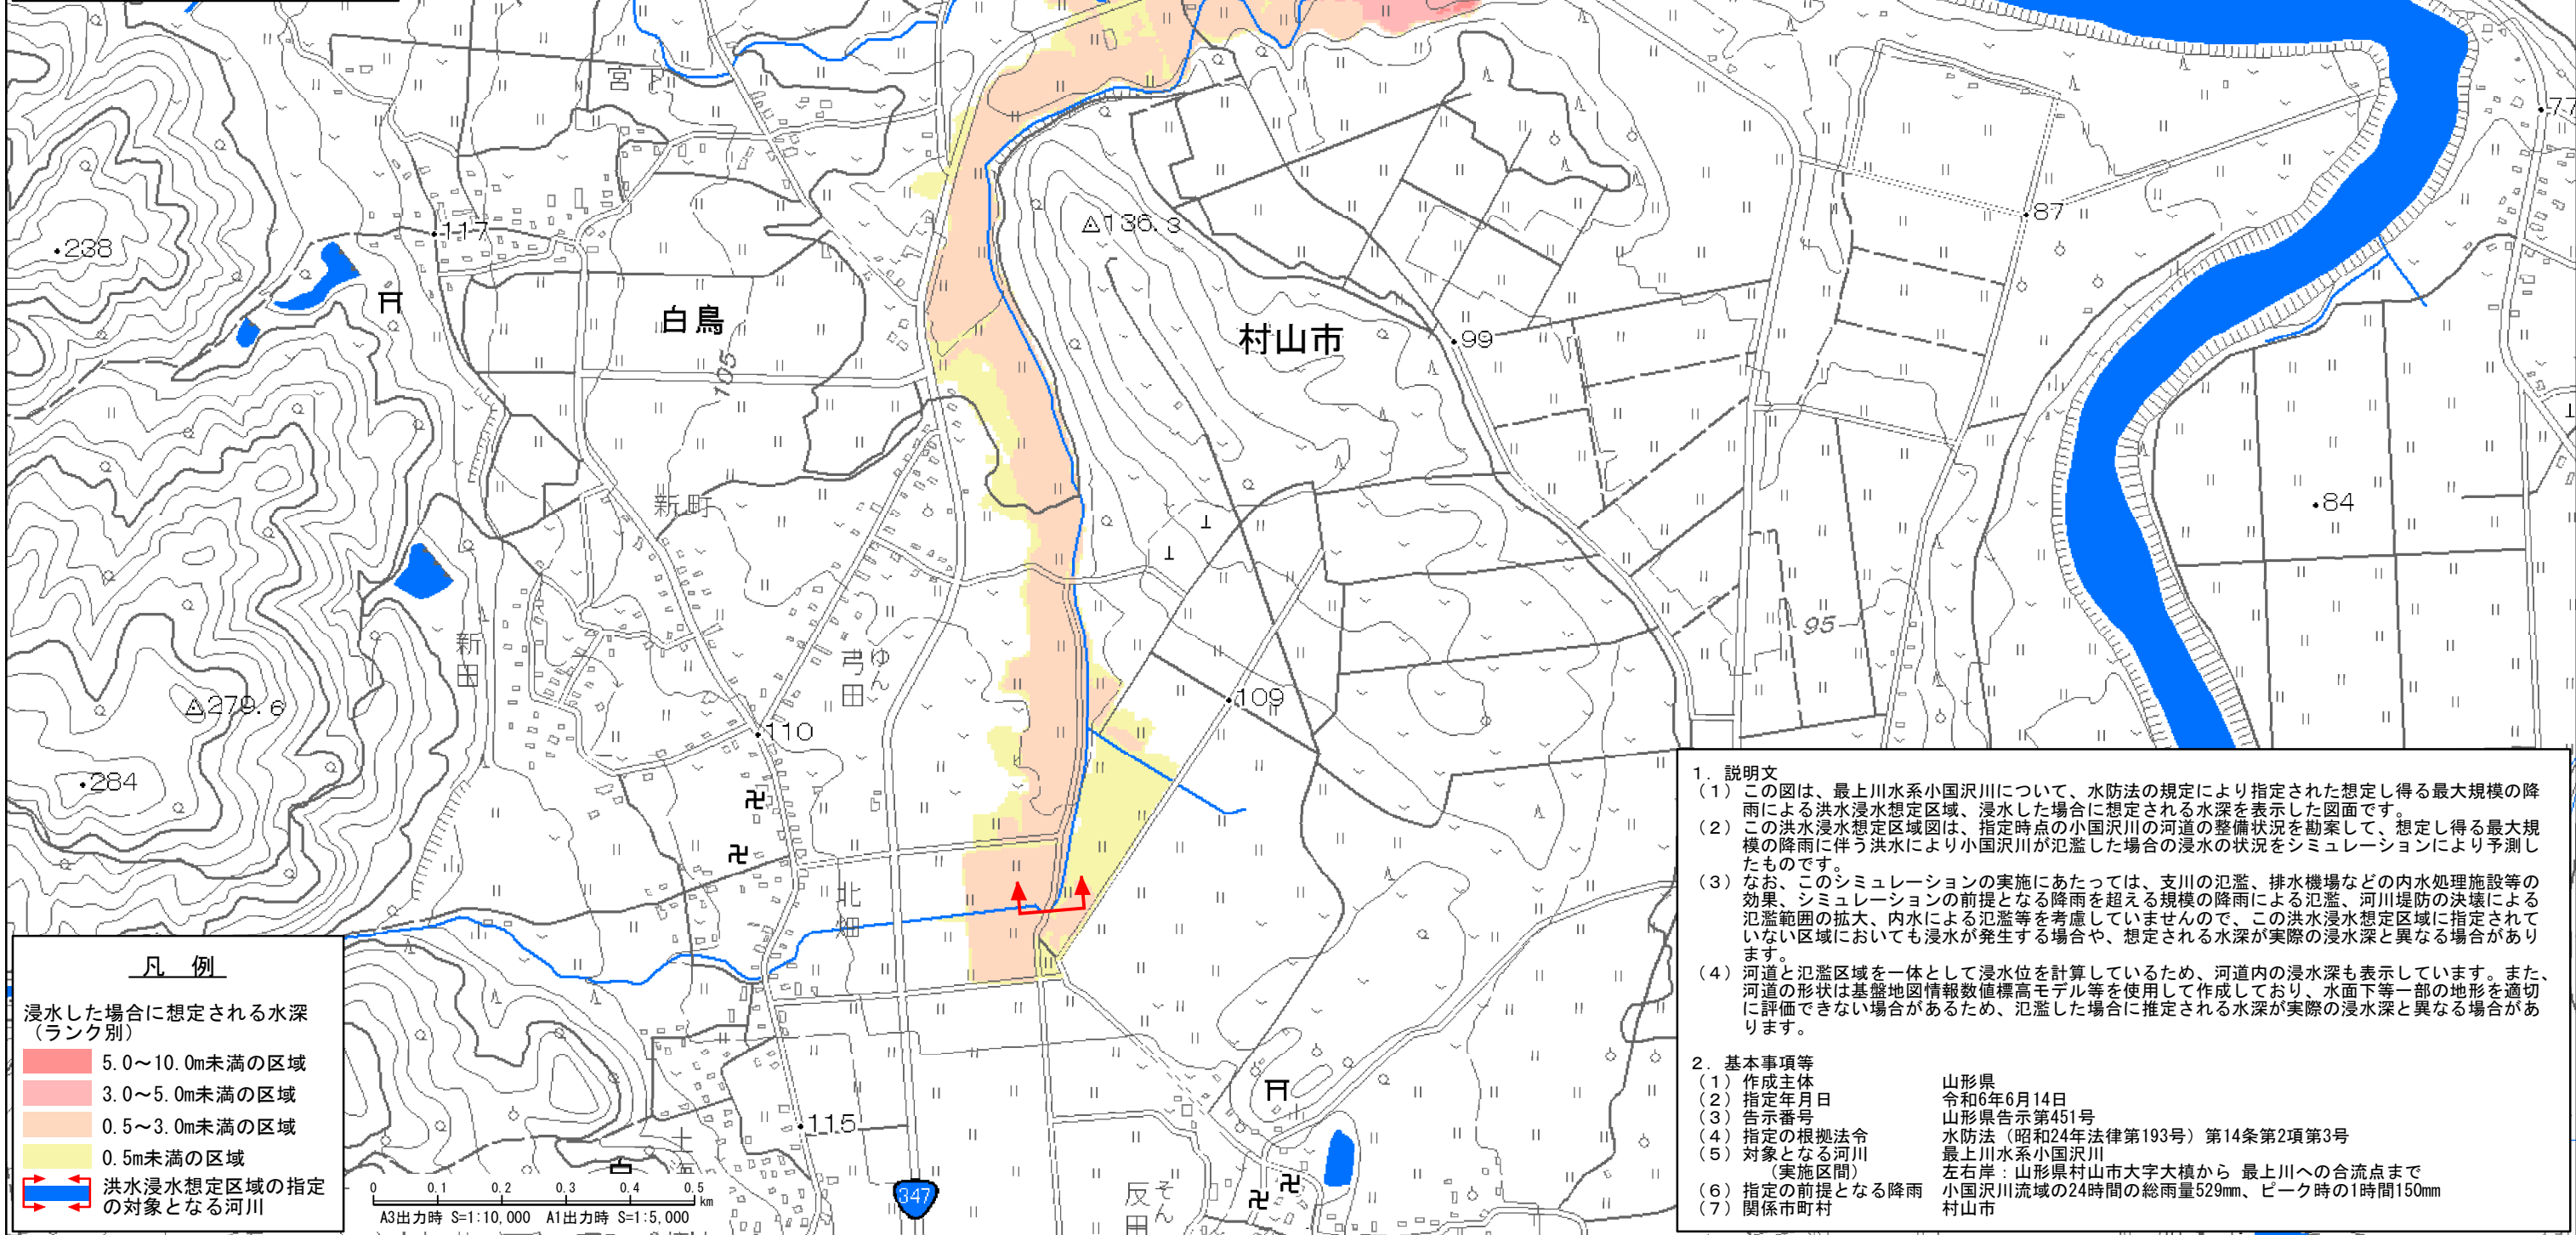 宮下
77
87
△136.3
117
238
白鳥
村山市
99
105
新町
84
95
新田
弓田
ゆん
279.6
109
110
284
北畑
115
347
反田
そん
凡 例
浸水した場合に想定される水深
（ランク別）
5.0～10.0m未満の区域
3.0～5.0m未満の区域
0.5～3.0m未満の区域
0.5m未満の区域
洪水浸水想定区域の指定
の対象となる河川
0 0.1 0.2 0.3 0.4 0.5
km
A3出力時 S=1:10,000 A1出力時 S=1:5,000
1．説明文
（1）この図は、最上川水系小国沢川について、水防法の規定により指定された想定し得る最大規模の降
雨による洪水浸水想定区域、浸水した場合に想定される水深を表示した図面です。
（2）この洪水浸水想定区域図は、指定時点の小国沢川の河道の整備状況を勘案して、想定し得る最大規
模の降雨に伴う洪水により小国沢川が氾濫した場合の浸水の状況をシミュレーションにより予測し
たものです。
（3）なお、このシミュレーションの実施にあたっては、支川の氾濫、排水機場などの内水処理施設等の
効果、シミュレーションの前提となる降雨を超える規模の降雨による氾濫、河川堤防の決壊による
氾濫範囲の拡大、内水による氾濫等を考慮していませんので、この洪水浸水想定区域に指定されて
いない区域においても浸水が発生する場合や、想定される水深が実際の浸水深と異なる場合があり
ます。
（4）河道と氾濫区域を一体として浸水位を計算しているため、河道内の浸水深も表示しています。また、
河道の形状は基盤地図情報数値標高モデル等を使用して作成しており、水面下等一部の地形を適切
に評価できない場合があるため、氾濫した場合に推定される水深が実際の浸水深と異なる場合があ
ります。
2．基本事項等
（1）作成主体 山形県
（2）指定年月日 令和6年6月14日
（3）告示番号 山形県告示第451号
（4）指定の根拠法令 水防法（昭和24年法律第193号）第14条第2項第3号
（5）対象となる河川 最上川水系小国沢川
（実施区間） 左右岸：山形県村山市大字大槙から 最上川への合流点まで
（6）指定の前提となる降雨 小国沢川流域の24時間の総雨量529mm、ピーク時の1時間150mm
（7）関係市町村 村山市